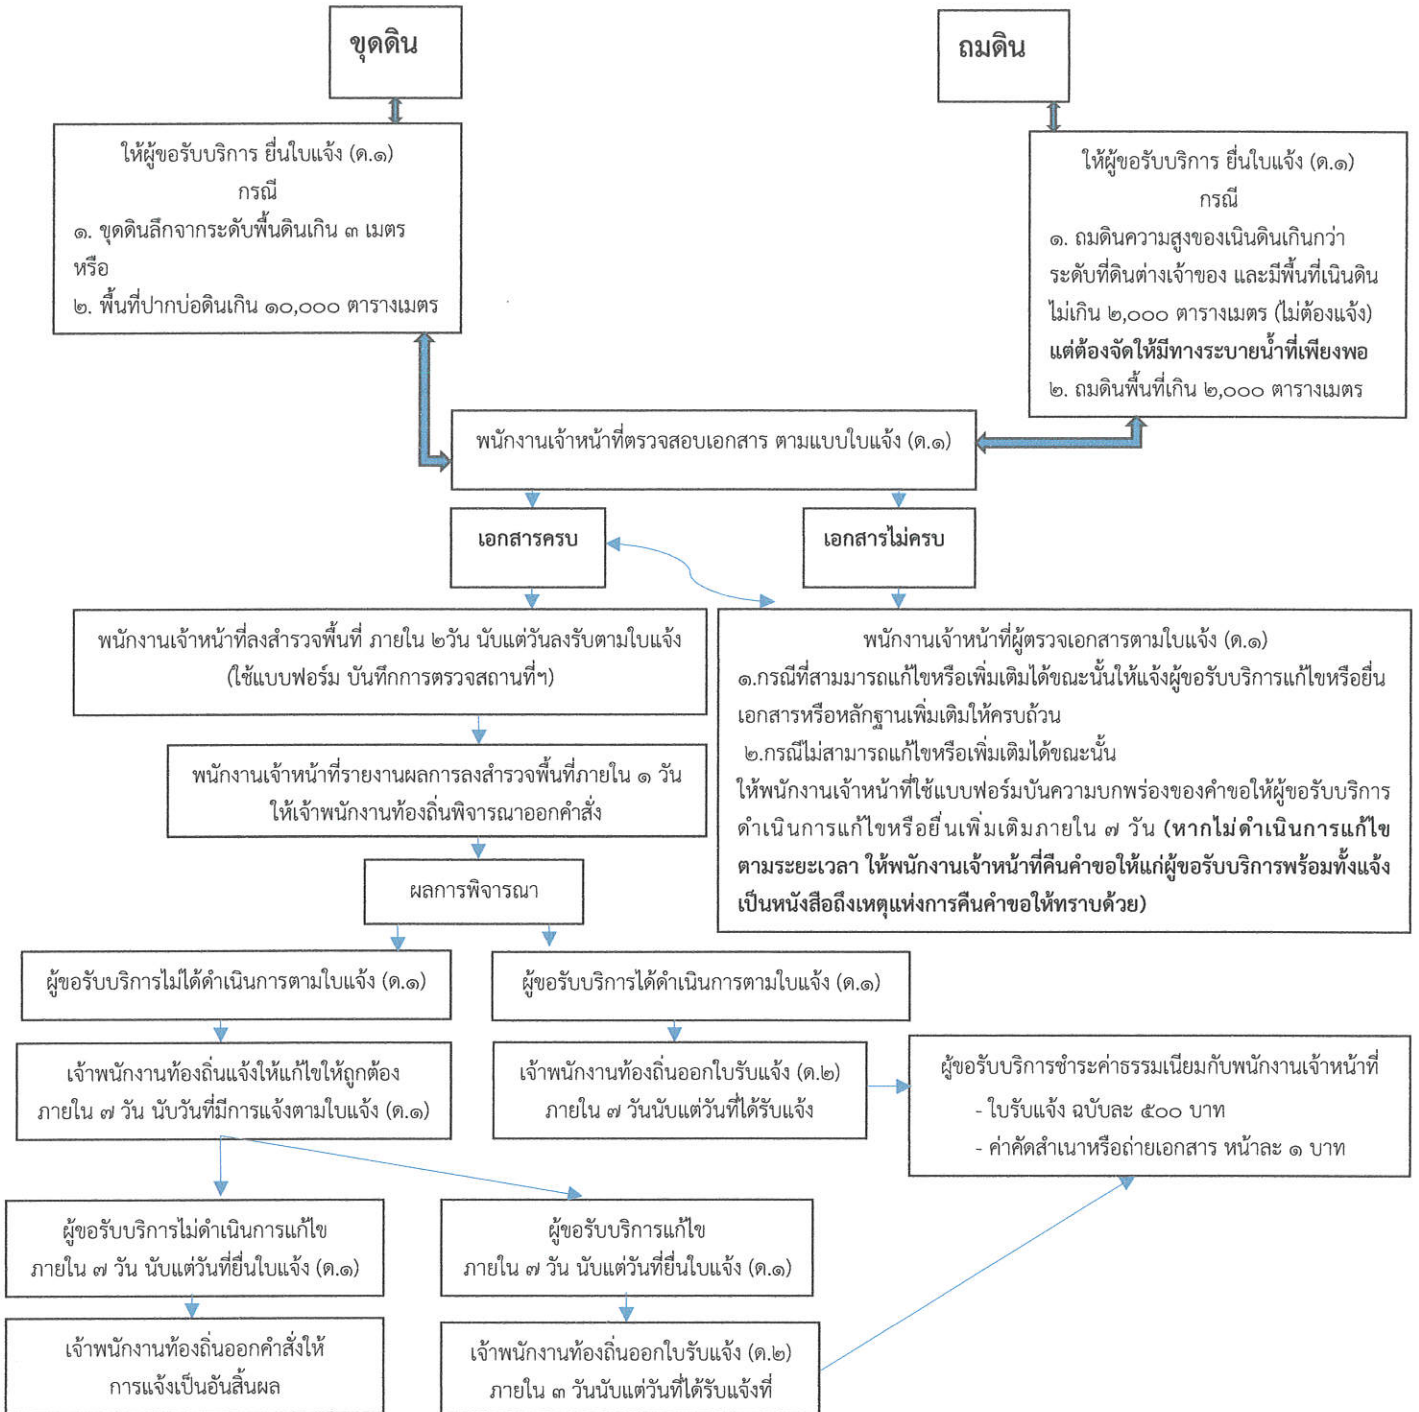 ขุดดิน
ถมดิน
ให้ผู้ขอรับบริการ ยื่นใบแจ้ง (ด.๑)
กรณี
๑. ขุดดินลึกจากระดับพื้นดินเกิน ๓ เมตร
หรือ
๒. พื้นที่ปากบ่อดินเกิน ๑๐,๐๐๐ ตารางเมตร
ให้ผู้ขอรับบริการ ยื่นใบแจ้ง (ด.๑)
กรณี
๑. ถมดินความสูงของเนินดินเกินกว่า
ระดับที่ดินต่างเจ้าของ และมีพื้นที่เนินดิน
ไม่เกิน ๒,๐๐๐ ตารางเมตร (ไม่ต้องแจ้ง)
แต่ต้องจัดให้มีทางระบายน้ำที่เพียงพอ
๒. ถมดินพื้นที่เกิน ๒,๐๐๐ ตารางเมตร
พนักงานเจ้าหน้าที่ตรวจสอบเอกสาร ตามแบบใบแจ้ง (ด.๑)
เอกสารครบ
เอกสารไม่ครบ
พนักงานเจ้าหน้าที่ลงสำรวจพื้นที่ ภายใน ๒วัน นับแต่วันลงรับตามใบแจ้ง
(ใช้แบบฟอร์ม บันทึกการตรวจสถานที่ฯ)
พนักงานเจ้าหน้าที่ผู้ตรวจเอกสารตามใบแจ้ง (ด.๑)
๑.กรณีที่สามมารถแก้ไขหรือเพิ่มเติมได้ขณะนั้นให้แจ้งผู้ขอรับบริการแก้ไขหรือยื่น
เอกสารหรือหลักฐานเพิ่มเติมให้ครบถ้วน
๒.กรณีไม่สามารถแก้ไขหรือเพิ่มเติมได้ขณะนั้น
ให้พนักงานเจ้าหน้าที่ใช้แบบฟอร์มบันความบกพร่องของคำขอให้ผู้ขอรับบริการ
ดำเนินการแก้ไขหรือยื่นเพิ่มเติมภายใน ๗ วัน (หากไม่ดำเนินการแก้ไข
ตามระยะเวลา ให้พนักงานเจ้าหน้าที่คืนคำขอให้แก่ผู้ขอรับบริการพร้อมทั้งแจ้ง
เป็นหนังสือถึงเหตุแห่งการคืนคำขอให้ทราบด้วย)
พนักงานเจ้าหน้าที่รายงานผลการลงสำรวจพื้นที่ภายใน ๑ วัน
ให้เจ้าพนักงานท้องถิ่นพิจารณาออกคำสั่ง
ผลการพิจารณา
ผู้ขอรับบริการไม่ได้ดำเนินการตามใบแจ้ง (ด.๑)
ผู้ขอรับบริการได้ดำเนินการตามใบแจ้ง (ด.๑)
เจ้าพนักงานท้องถิ่นแจ้งให้แก้ไขให้ถูกต้อง
ภายใน ๗ วัน นับวันที่มีการแจ้งตามใบแจ้ง (ด.๑)
เจ้าพนักงานท้องถิ่นออกใบรับแจ้ง (ด.๒)
ภายใน ๗ วันนับแต่วันที่ได้รับแจ้ง
ผู้ขอรับบริการชำระค่าธรรมเนียมกับพนักงานเจ้าหน้าที่
- ใบรับแจ้ง ฉบับละ ๕๐๐ บาท
- ค่าคัดสำเนาหรือถ่ายเอกสาร หน้าละ ๑ บาท
ผู้ขอรับบริการไม่ดำเนินการแก้ไข
ภายใน ๗ วัน นับแต่วันที่ยื่นใบแจ้ง (ด.๑)
ผู้ขอรับบริการแก้ไข
ภายใน ๗ วัน นับแต่วันที่ยื่นใบแจ้ง (ด.๑)
เจ้าพนักงานท้องถิ่นออกคำสั่งให้
การแจ้งเป็นอันสิ้นผล
เจ้าพนักงานท้องถิ่นออกใบรับแจ้ง (ด.๒)
ภายใน ๓ วันนับแต่วันที่ได้รับแจ้งที่